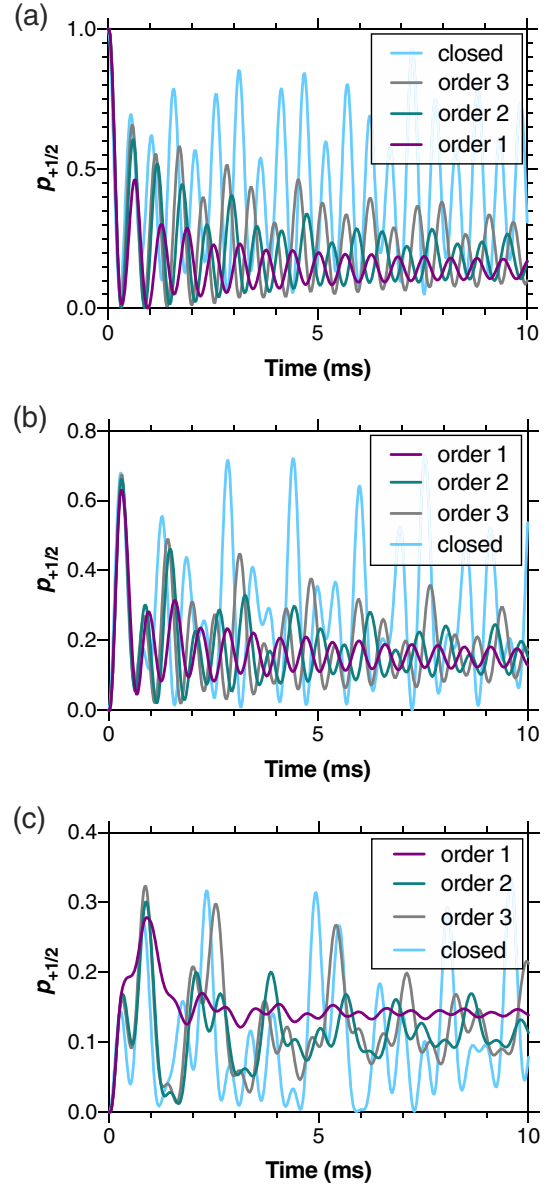 (a)
closed
order 3
order 2
order 1
1.0
0.5
0.0
p+1/2
0
5
10
Time (ms)
(b)
order 1
order 2
order 3
closed
0.8
0.6
0.4
0.2
0.0
p+1/2
0
5
10
Time (ms)
(c)
order 1
order 2
order 3
closed
0.4
0.3
0.2
0.1
0.0
p+1/2
0
5
10
Time (ms)